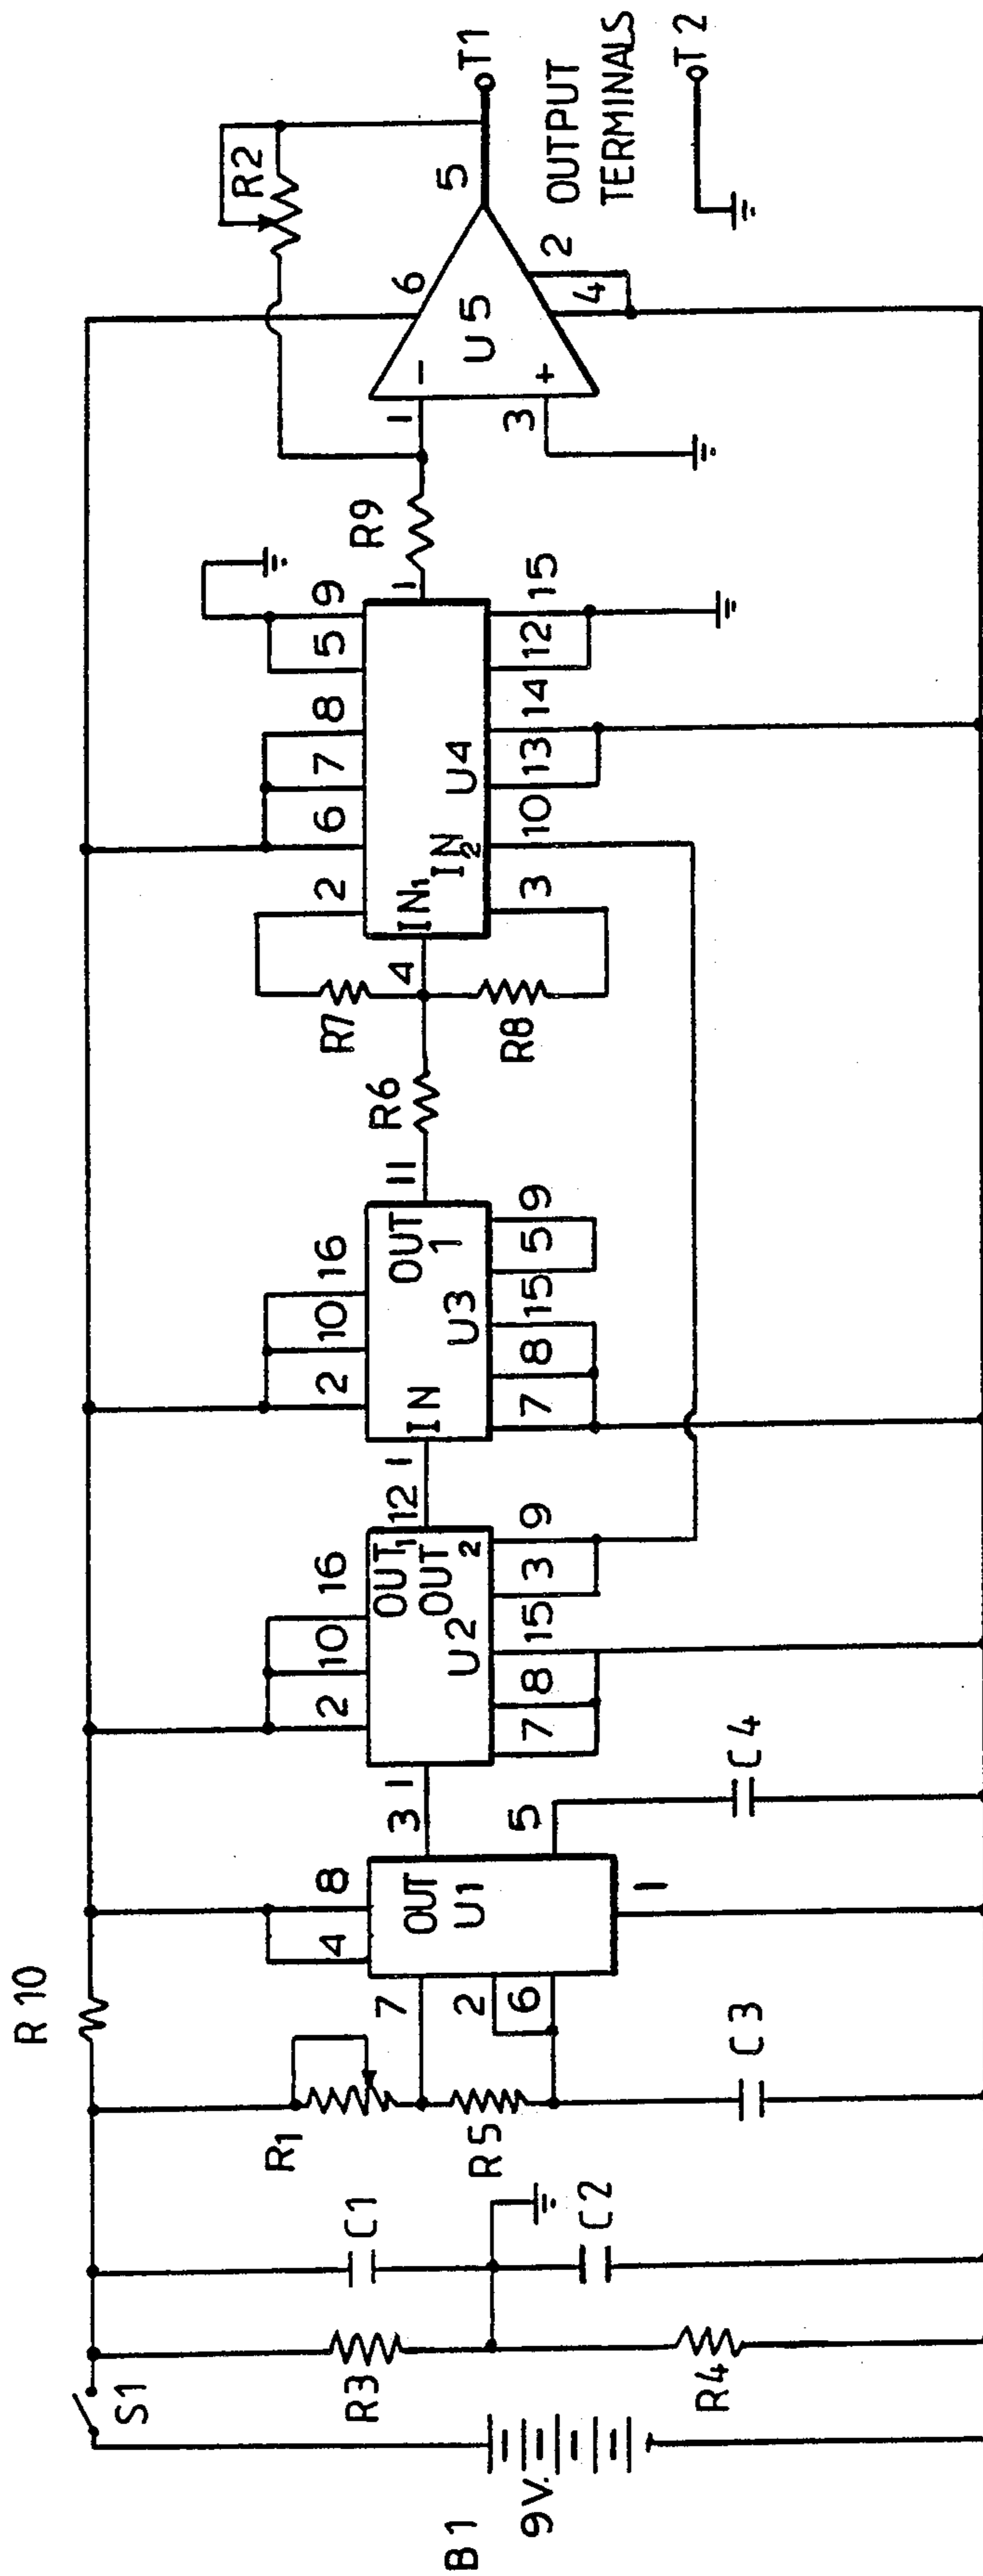 B1
9V.
S1
R3
R4
C1
C2
R1
R5
C3
R10
7
2
6
4
8
OUT
U1
1
5
C4
3
1
2
10
16
OUT1
OUT2
U2
7
8
15
3
9
12
1
2
10
16
IN
OUT
1
U3
7
8
15
5
9
11
R6
R7
R8
4
2
6
7
8
5
9
IN1
IN2
U4
3
10
13
14
12
15
1
R9
1
3
−
+
U5
6
4
2
5
R2
T1
OUTPUT
TERMINALS
T2